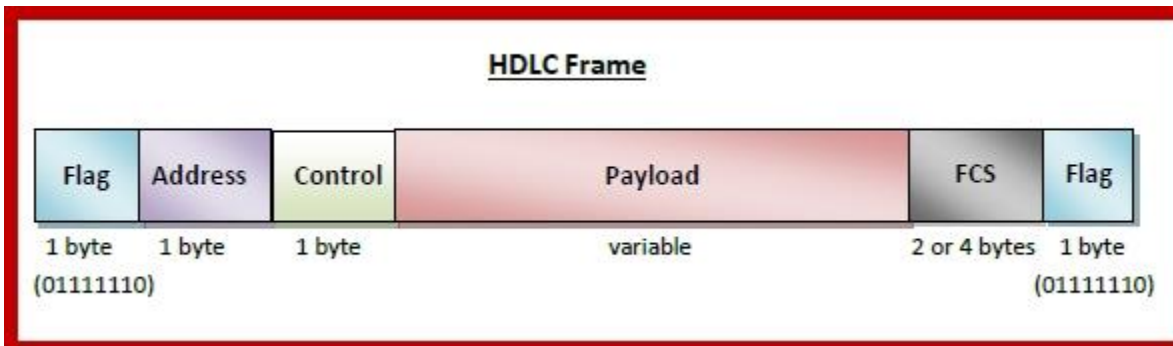 HDLC Frame
Flag Address Control Payload FCS Flag
1 byte 1 byte 1 byte variable 2 or 4 bytes 1 byte
(01111110) (01111110)